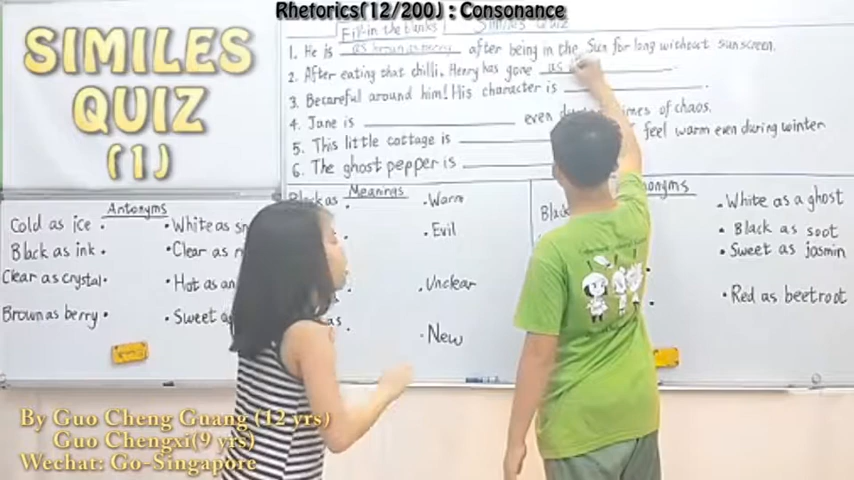 Rhetorics(12/200) : Consonance
Similes Quiz
SIMILES
QUIZ
(1)
Fill in the blanks
1. He is as brown as berry after being in the Sun for long without sunscreen.
2. After eating that chilli, Henry has gone as
3. Becareful around him! His character is
4. Jane is even times of chaos.
5. This little cottage is feel warm even during winter
6. The ghost pepper is
Antonyms
Cold as ice
Black as ink
Clear as crystal
Brown as berry
White as
Clear as
Hot as
Sweet
Meanings
as
Warm
Evil
Unclear
New
White as a ghost
Black as soot
Sweet as jasmin
Red as beetroot
By Guo Cheng Guang (12 yrs)
Guo Chengxi(9 yrs)
Wechat: Go-Singapore